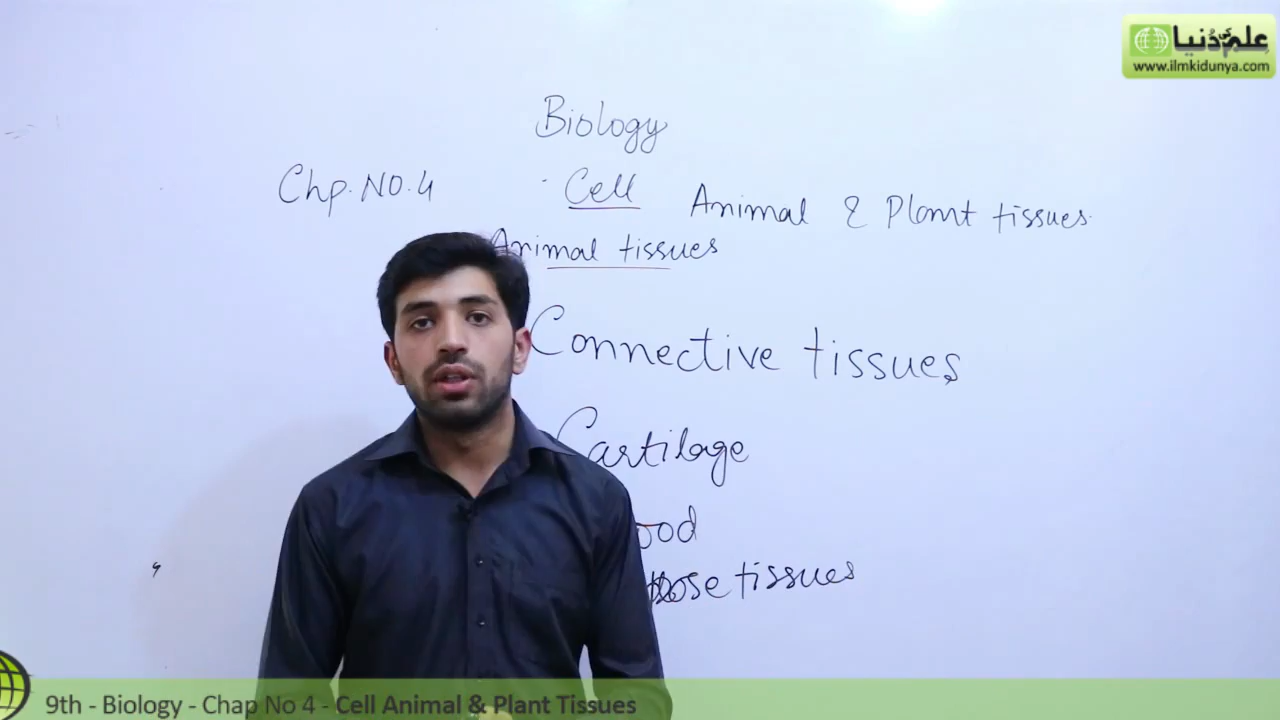 علم کی دُنیا
www.ilmkidunya.com
Biology
Chp. NO. 4 Cell Animal & Plant tissues
Animal tissues
Connective tissues
Cartilage
tissues
9th - Biology - Chap No 4 - Cell Animal & Plant Tissues